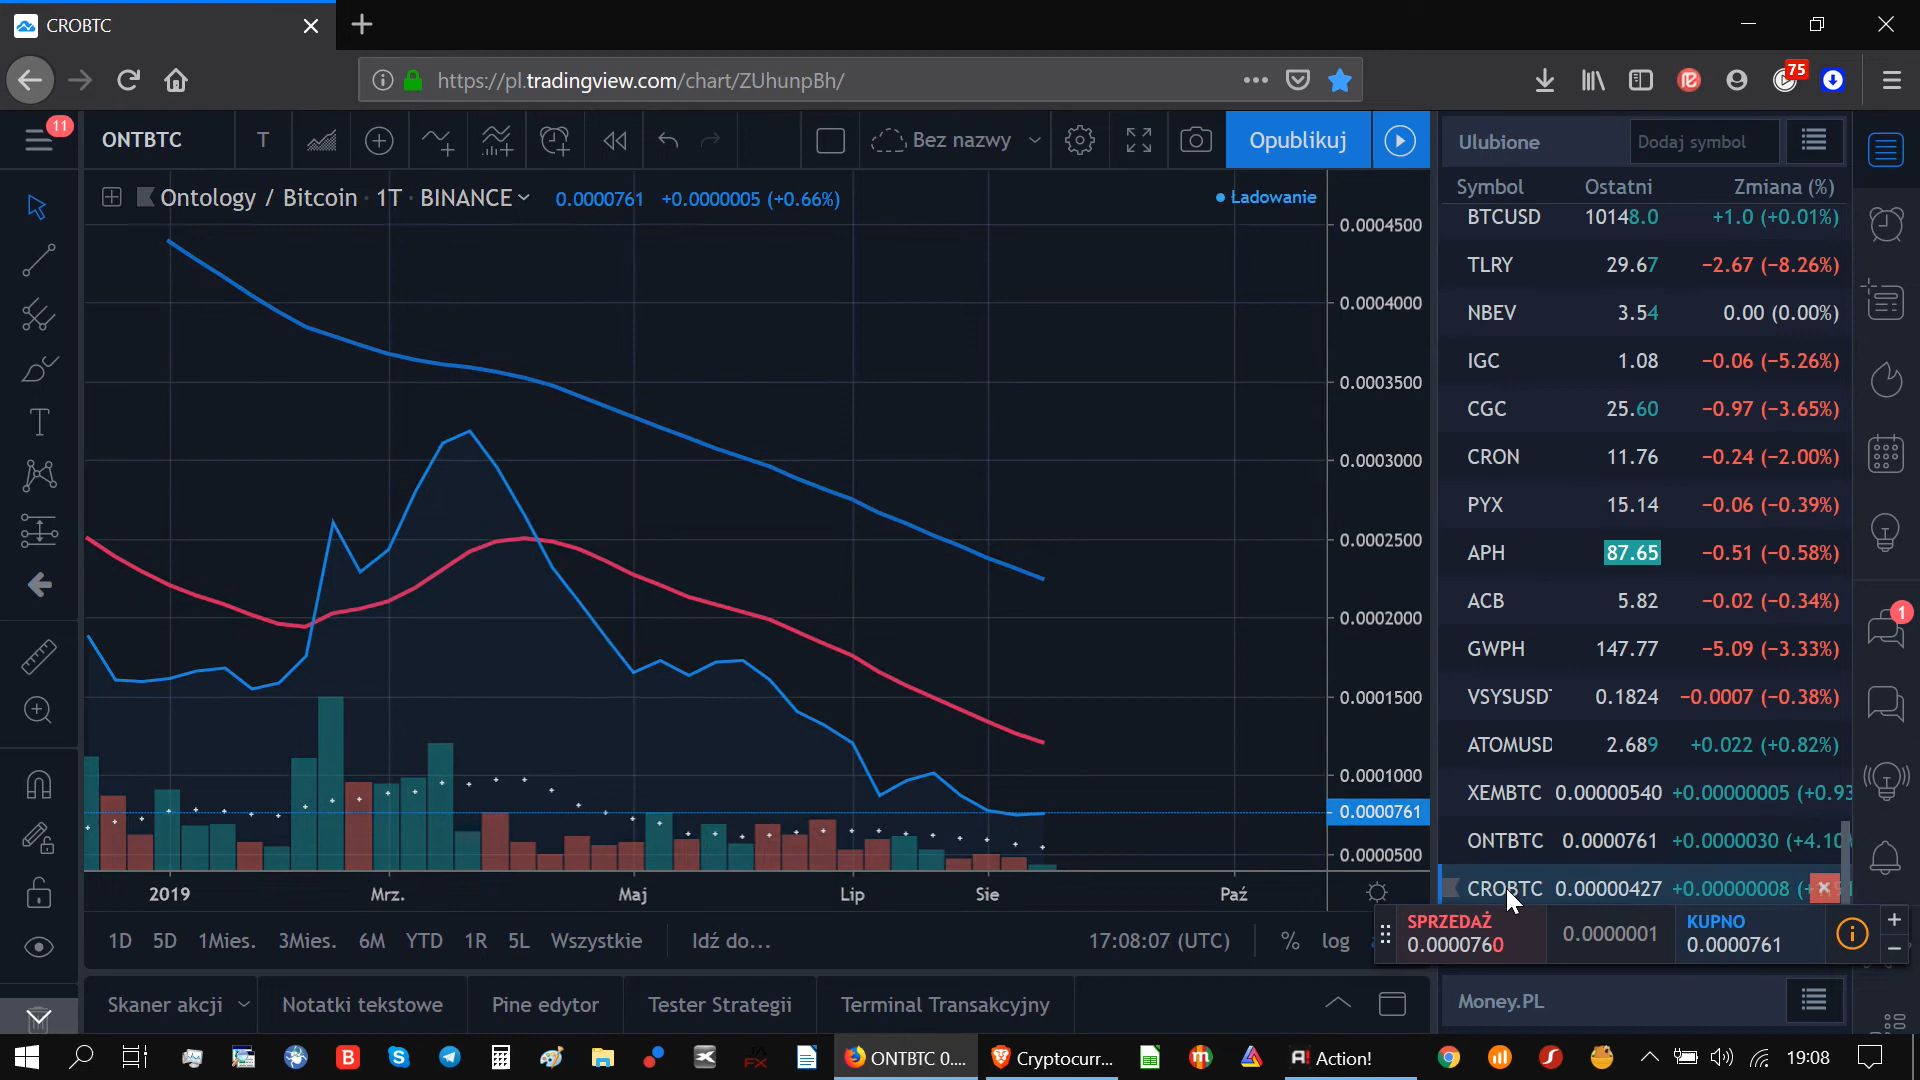 CROBTC
https://pl.tradingview.com/chart/ZUhunpBh/
75
11
ONTBTC
T
Bez nazwy
Opublikuj
Ontology / Bitcoin · 1T · BINANCE
0.0000761 +0.0000005 (+0.66%)
Ładowanie
0.0004500
0.0004000
0.0003500
0.0003000
0.0002500
0.0002000
0.0001500
0.0001000
0.0000761
0.0000500
2019 Mrz. Maj Lip Sie Paź
1D 5D 1Mies. 3Mies. 6M YTD 1R 5L Wszystkie Idź do... 17:08:07 (UTC) % log
Skaner akcji Notatki tekstowe Pine edytor Tester Strategii Terminal Transakcyjny
Ulubione Dodaj symbol
Symbol Ostatni Zmiana (%)
BTCUSD 10148.0 +1.0 (+0.01%)
TLRY 29.67 −2.67 (−8.26%)
NBEV 3.54 0.00 (0.00%)
IGC 1.08 −0.06 (−5.26%)
CGC 25.60 −0.97 (−3.65%)
CRON 11.76 −0.24 (−2.00%)
PYX 15.14 −0.06 (−0.39%)
APH 87.65 −0.51 (−0.58%)
ACB 5.82 −0.02 (−0.34%)
GWPH 147.77 −5.09 (−3.33%)
VSYSUSDT 0.1824 −0.0007 (−0.38%)
ATOMUSD 2.689 +0.022 (+0.82%)
XEMBTC 0.00000540 +0.00000005 (+0.93
ONTBTC 0.0000761 +0.0000030 (+4.10
CROBTC 0.00000427 +0.00000008 (+
SPRZEDAŻ 0.0000001 KUPNO
0.0000760 0.0000761
Money.PL
1
ONTBTC 0.... Cryptocurr... Action! 19:08